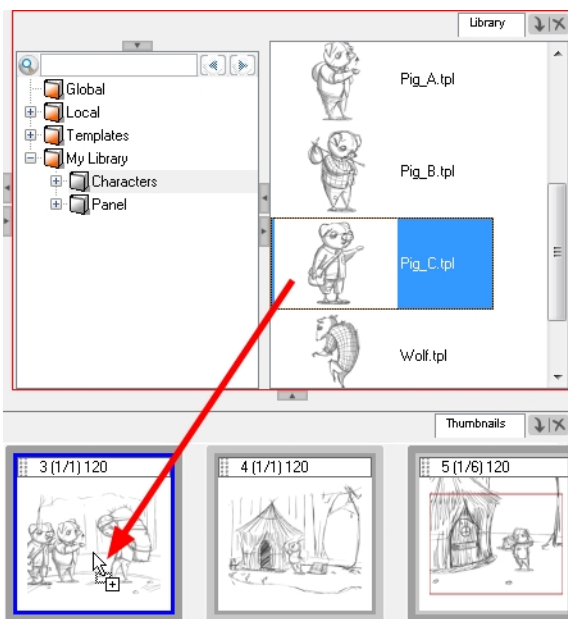 Library
Global
Local
Templates
My Library
Characters
Panel
Pig_A.tpl
Pig_B.tpl
Pig_C.tpl
Wolf.tpl
Thumbnails
3 (1/1) 120
4 (1/1) 120
5 (1/6) 120